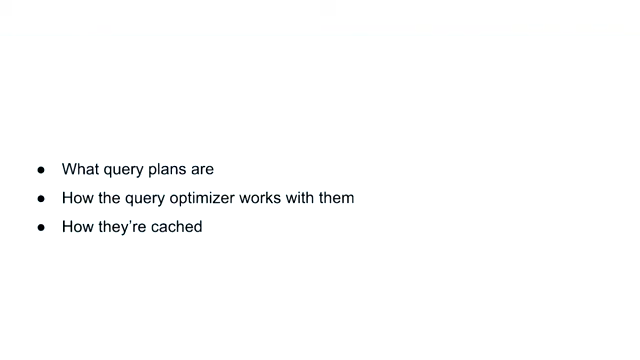 ● What query plans are
● How the query optimizer works with them
● How they're cached